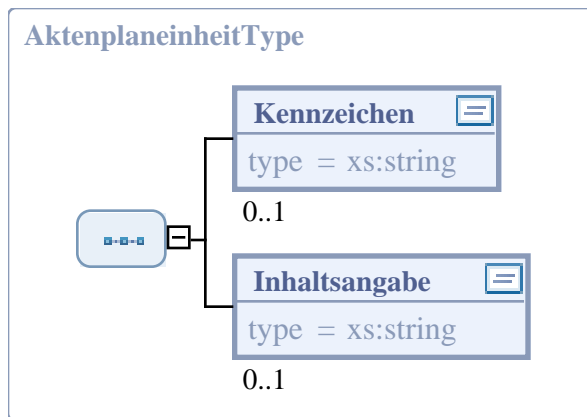 AktenplaneinheitType
Kennzeichen
type = xs:string
0..1
Inhaltsangabe
type = xs:string
0..1